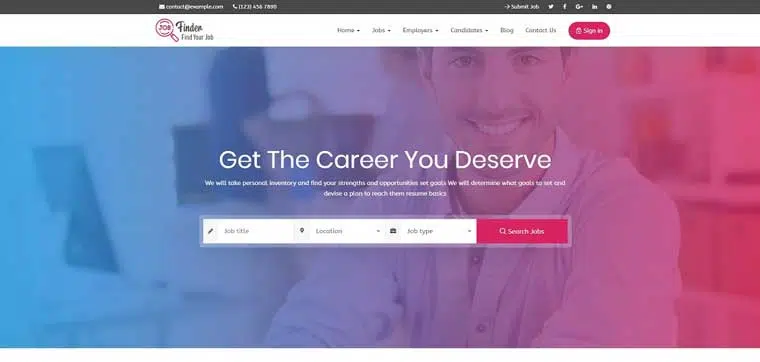 contact@example.com
(123) 456 7890
Submit Job
JOB Finder
Find Your Job
Home
Jobs
Employers
Candidates
Blog
Contact Us
Sign in
Get The Career You Deserve
We will take personal inventory and find your strengths and opportunities set goals We will determine what goals to set and
devise a plan to reach them resume basics
Job title
Location
Job type
Search Jobs